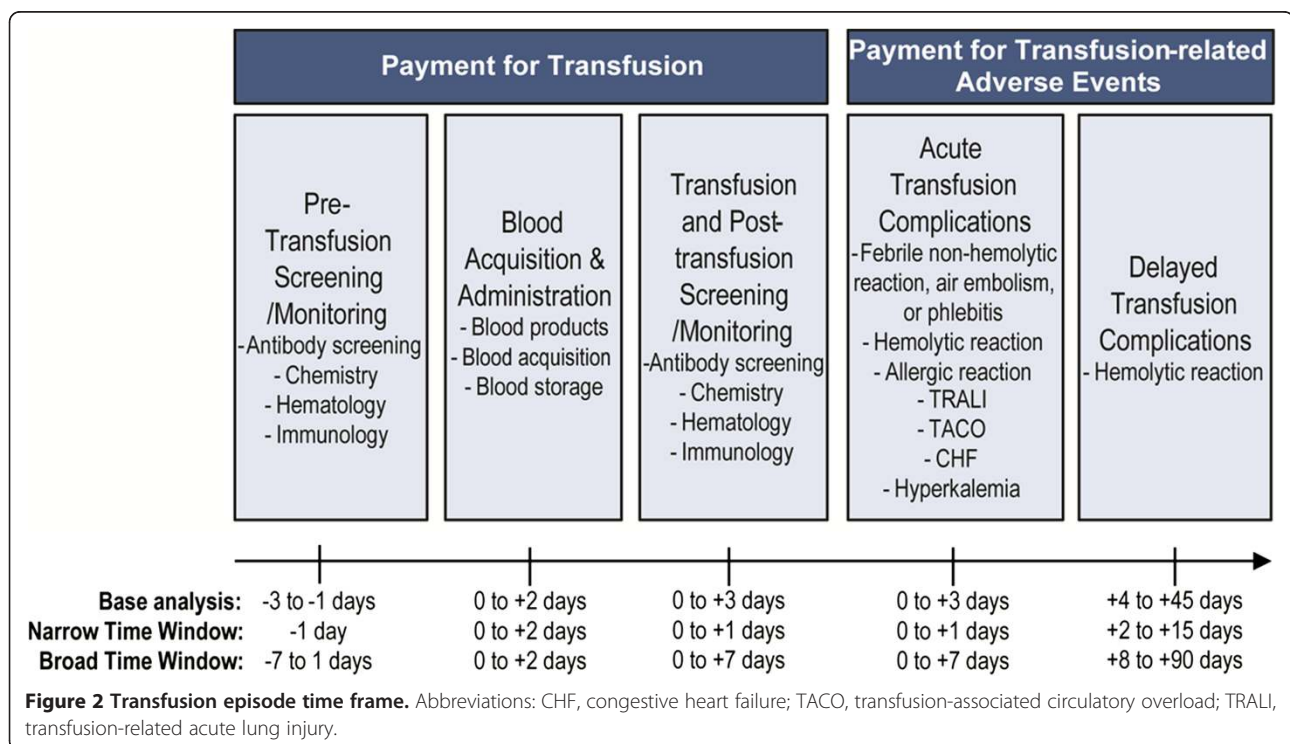 Payment for Transfusion
Payment for Transfusion-related
Adverse Events
Pre-
Transfusion
Screening
/Monitoring
-Antibody screening
- Chemistry
- Hematology
- Immunology
Blood
Acquisition &
Administration
- Blood products
- Blood acquisition
- Blood storage
Transfusion
and Post-
transfusion
Screening
/Monitoring
-Antibody screening
- Chemistry
- Hematology
- Immunology
Acute
Transfusion
Complications
-Febrile non-hemolytic
reaction, air embolism,
or phlebitis
- Hemolytic reaction
- Allergic reaction
- TRALI
- TACO
- CHF
- Hyperkalemia
Delayed
Transfusion
Complications
- Hemolytic reaction
Base analysis: -3 to -1 days 0 to +2 days 0 to +3 days 0 to +3 days +4 to +45 days
Narrow Time Window: -1 day 0 to +2 days 0 to +1 days 0 to +1 days +2 to +15 days
Broad Time Window: -7 to 1 days 0 to +2 days 0 to +7 days 0 to +7 days +8 to +90 days
Figure 2 Transfusion episode time frame. Abbreviations: CHF, congestive heart failure; TACO, transfusion-associated circulatory overload; TRALI,
transfusion-related acute lung injury.